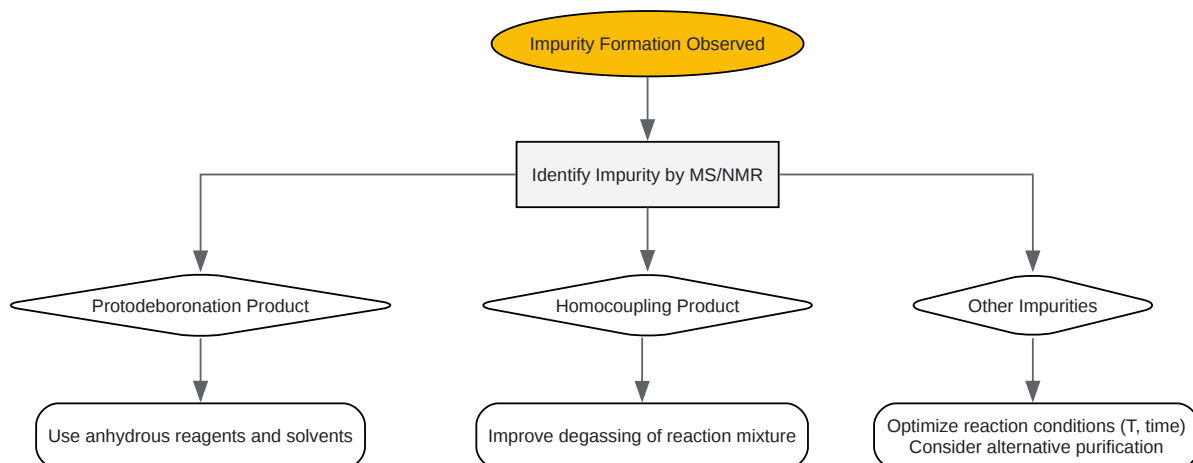 Impurity Formation Observed
Identify Impurity by MS/NMR
Protodeboronation Product
Homocoupling Product
Other Impurities
Use anhydrous reagents and solvents
Improve degassing of reaction mixture
Optimize reaction conditions (T, time)
Consider alternative purification